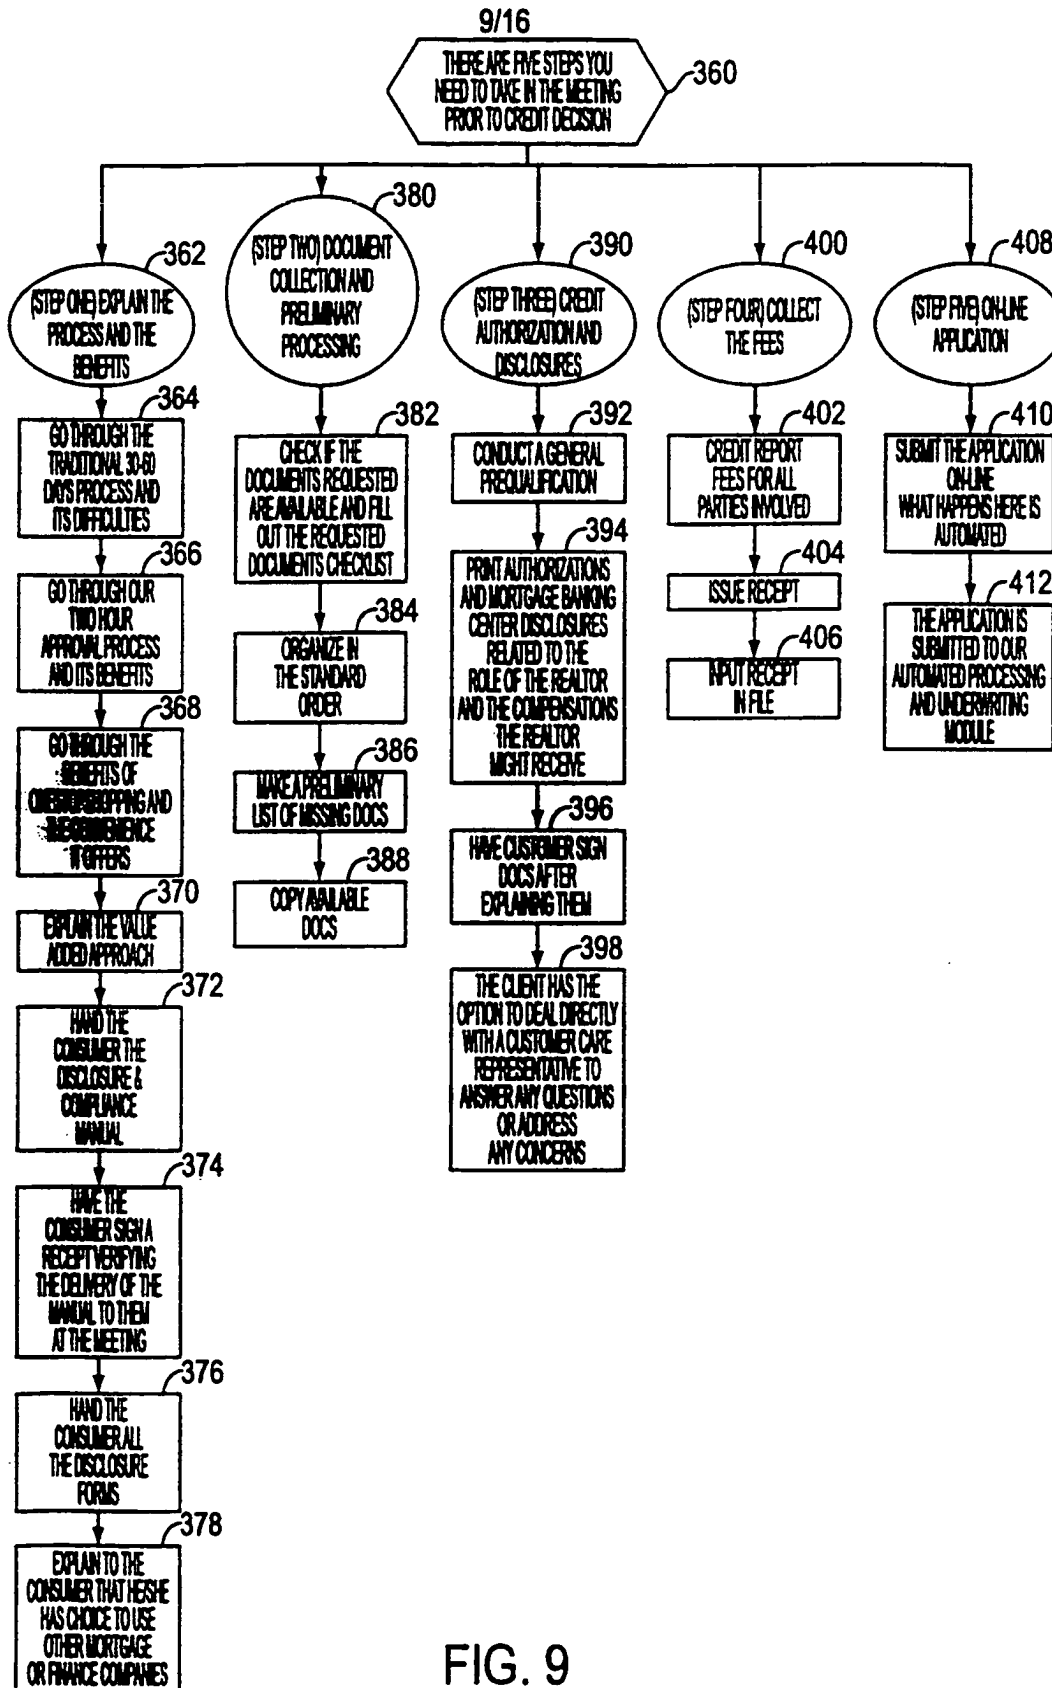 9/16
THERE ARE FIVE STEPS YOU
NEED TO TAKE IN THE MEETING
PRIOR TO CREDIT DECISION
360
362
(STEP ONE) EXPLAIN THE
PROCESS AND THE
BENEFITS
364
GO THROUGH THE
TRADITIONAL 30-60
DAYS PROCESS AND
ITS DIFFICULTIES
366
GO THROUGH OUR
TWO HOUR
APPROVAL PROCESS
AND ITS BENEFITS
368
GO THROUGH THE
BENEFITS OF
ONE STOP SHOPPING AND
THE CONVENIENCE
IT OFFERS
370
EXPLAIN THE VALUE
ADDED APPROACH
372
HAND THE
CONSUMER THE
DISCLOSURE &
COMPLIANCE
MANUAL
374
HAVE THE
CONSUMER SIGN A
RECEIPT VERIFYING
THE DELIVERY OF THE
MANUAL TO THEM
AT THE MEETING
376
HAND THE
CONSUMER ALL
THE DISCLOSURE
FORMS
378
EXPLAIN TO THE
CONSUMER THAT HE/SHE
HAS CHOICE TO USE
OTHER MORTGAGE
OR FINANCE COMPANIES
380
(STEP TWO) DOCUMENT
COLLECTION AND
PRELIMINARY
PROCESSING
382
CHECK IF THE
DOCUMENTS REQUESTED
ARE AVAILABLE AND FILL
OUT THE REQUESTED
DOCUMENTS CHECKLIST
384
ORGANIZE IN
THE STANDARD
ORDER
386
MAKE A PRELIMINARY
LIST OF MISSING DOCS
388
COPY AVAILABLE
DOCS
390
(STEP THREE) CREDIT
AUTHORIZATION AND
DISCLOSURES
392
CONDUCT A GENERAL
PREQUALIFICATION
394
PRINT AUTHORIZATIONS
AND MORTGAGE BANKING
CENTER DISCLOSURES
RELATED TO THE
ROLE OF THE REALTOR
AND THE COMPENSATIONS
THE REALTOR
MIGHT RECEIVE
396
HAVE CUSTOMER SIGN
DOCS AFTER
EXPLAINING THEM
398
THE CLIENT HAS THE
OPTION TO DEAL DIRECTLY
WITH A CUSTOMER CARE
REPRESENTATIVE TO
ANSWER ANY QUESTIONS
OR ADDRESS
ANY CONCERNS
400
(STEP FOUR) COLLECT
THE FEES
402
CREDIT REPORT
FEES FOR ALL
PARTIES INVOLVED
404
ISSUE RECEIPT
406
INPUT RECEIPT
IN FILE
408
(STEP FIVE) ON-LINE
APPLICATION
410
SUBMIT THE APPLICATION
ON-LINE
WHAT HAPPENS HERE IS
AUTOMATED
412
THE APPLICATION IS
SUBMITTED TO OUR
AUTOMATED PROCESSING
AND UNDERWRITING
MODULE
FIG. 9